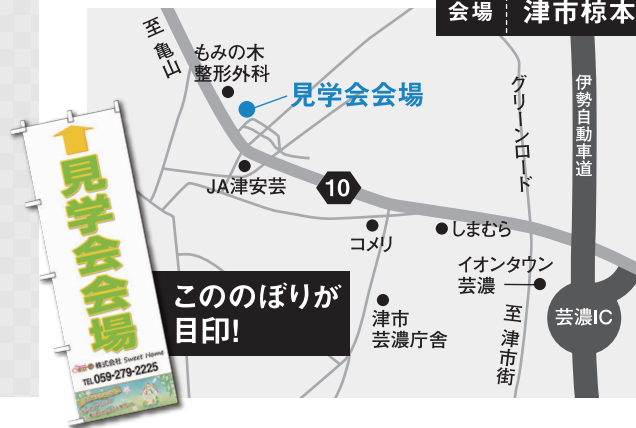 会場 津市椋本
至 亀山
もみの木
整形外科
見学会会場
グリーンロード
伊勢自動車道
JA津安芸
10
コメリ
しまむら
イオンタウン
芸濃
津市
芸濃庁舎
至 津市街
芸濃IC
見学会会場
株式会社 Sweet Home
TEL 059-279-2225
こののぼりが
目印!